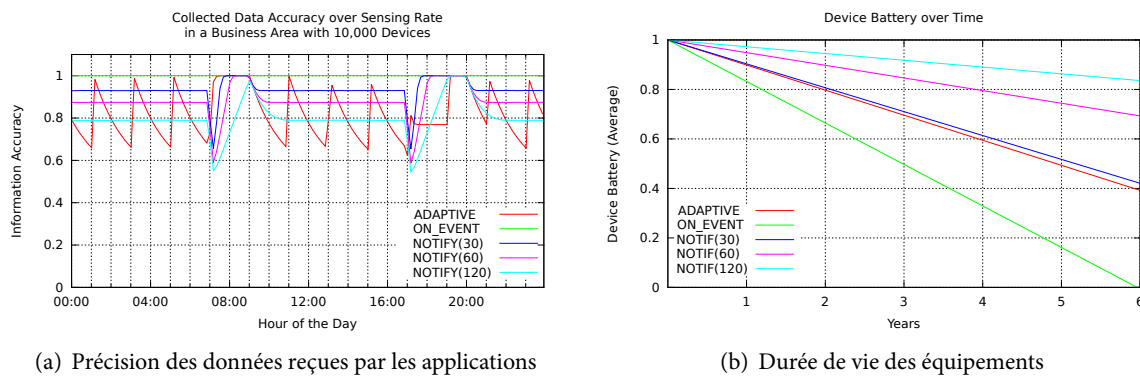 Collected Data Accuracy over Sensing Rate
in a Business Area with 10,000 Devices
Information Accuracy
1
0.8
0.6
0.4
0.2
0
ADAPTIVE
ON_EVENT
NOTIFY(30)
NOTIFY(60)
NOTIFY(120)
00:00 04:00 08:00 12:00 16:00 20:00
Hour of the Day
(a) Précision des données reçues par les applications
Device Battery over Time
Device Battery (Average)
1
0.8
0.6
0.4
0.2
0
ADAPTIVE
ON_EVENT
NOTIF(30)
NOTIF(60)
NOTIF(120)
1 2 3 4 5 6
Years
(b) Durée de vie des équipements